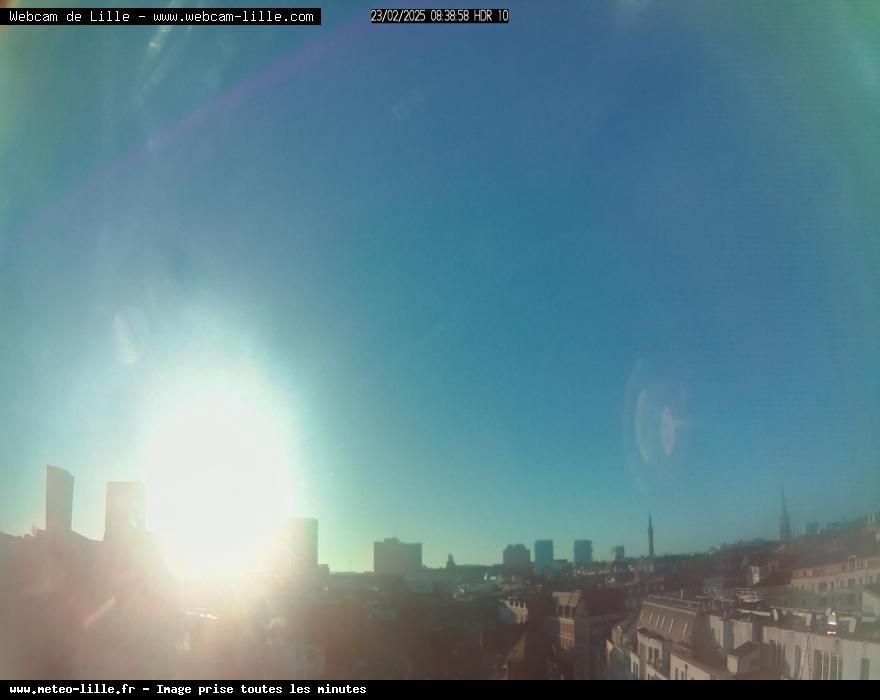 Webcam de Lille - www.webcam-lille.com
23/02/2025 08:38:58 HDR 10
www.meteo-lille.fr - Image prise toutes les minutes